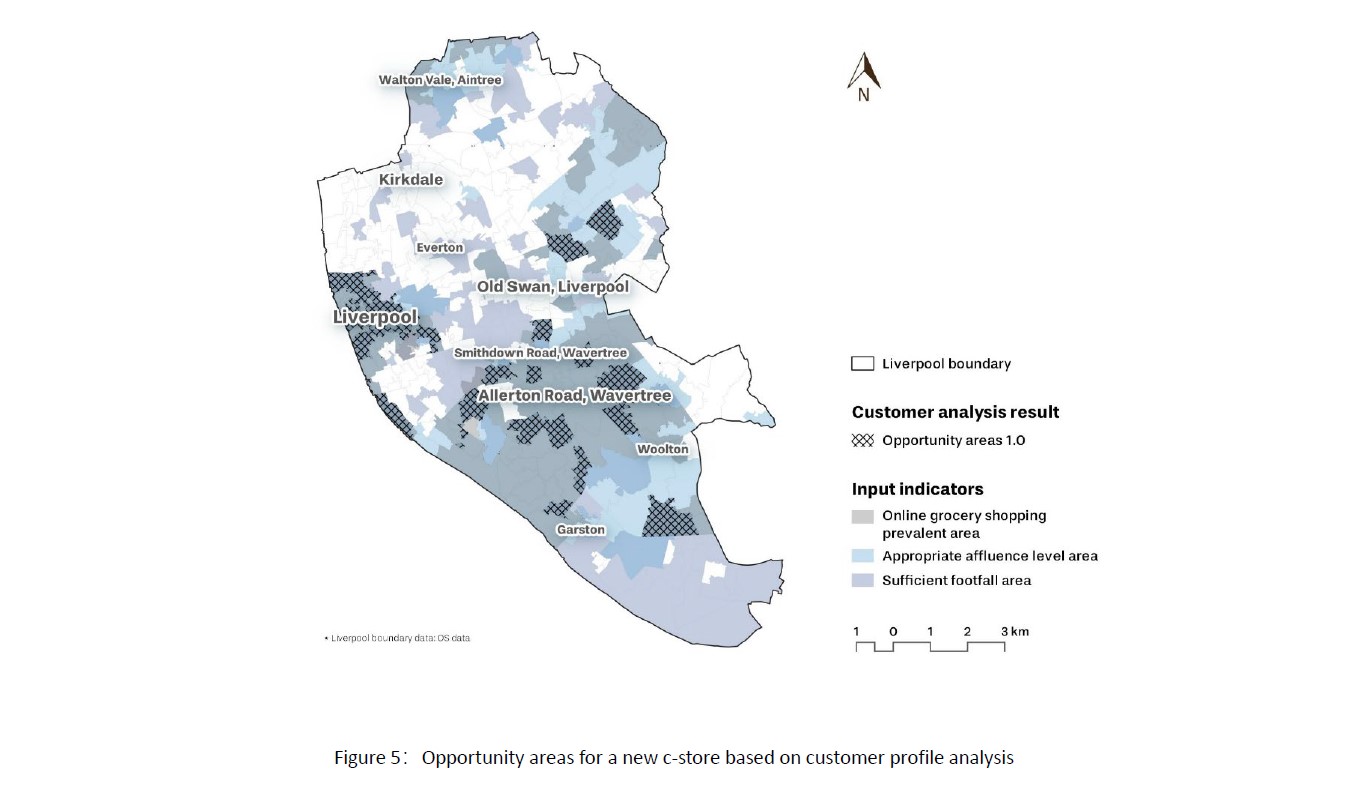 Walton Vale, Aintree
N
Kirkdale
Everton
Old Swan, Liverpool
Liverpool
Smithdown Road, Wavertree
Allerton Road, Wavertree
Woolton
Garston
Liverpool boundary
Customer analysis result
Opportunity areas 1.0
Input indicators
Online grocery shopping
prevalent area
Appropriate affluence level area
Sufficient footfall area
1 0 1 2 3 km
* Liverpool boundary data: OS data
Figure 5： Opportunity areas for a new c-store based on customer profile analysis